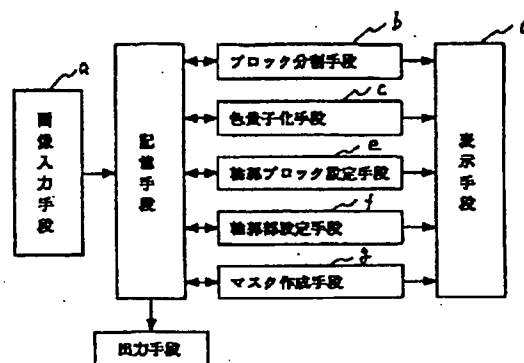 a
画像入力手段
記憶手段
b
ブロック分割手段
c
色量子化手段
e
輪郭ブロック設定手段
f
輪郭部設定手段
g
マスク作成手段
表示手段
出力手段